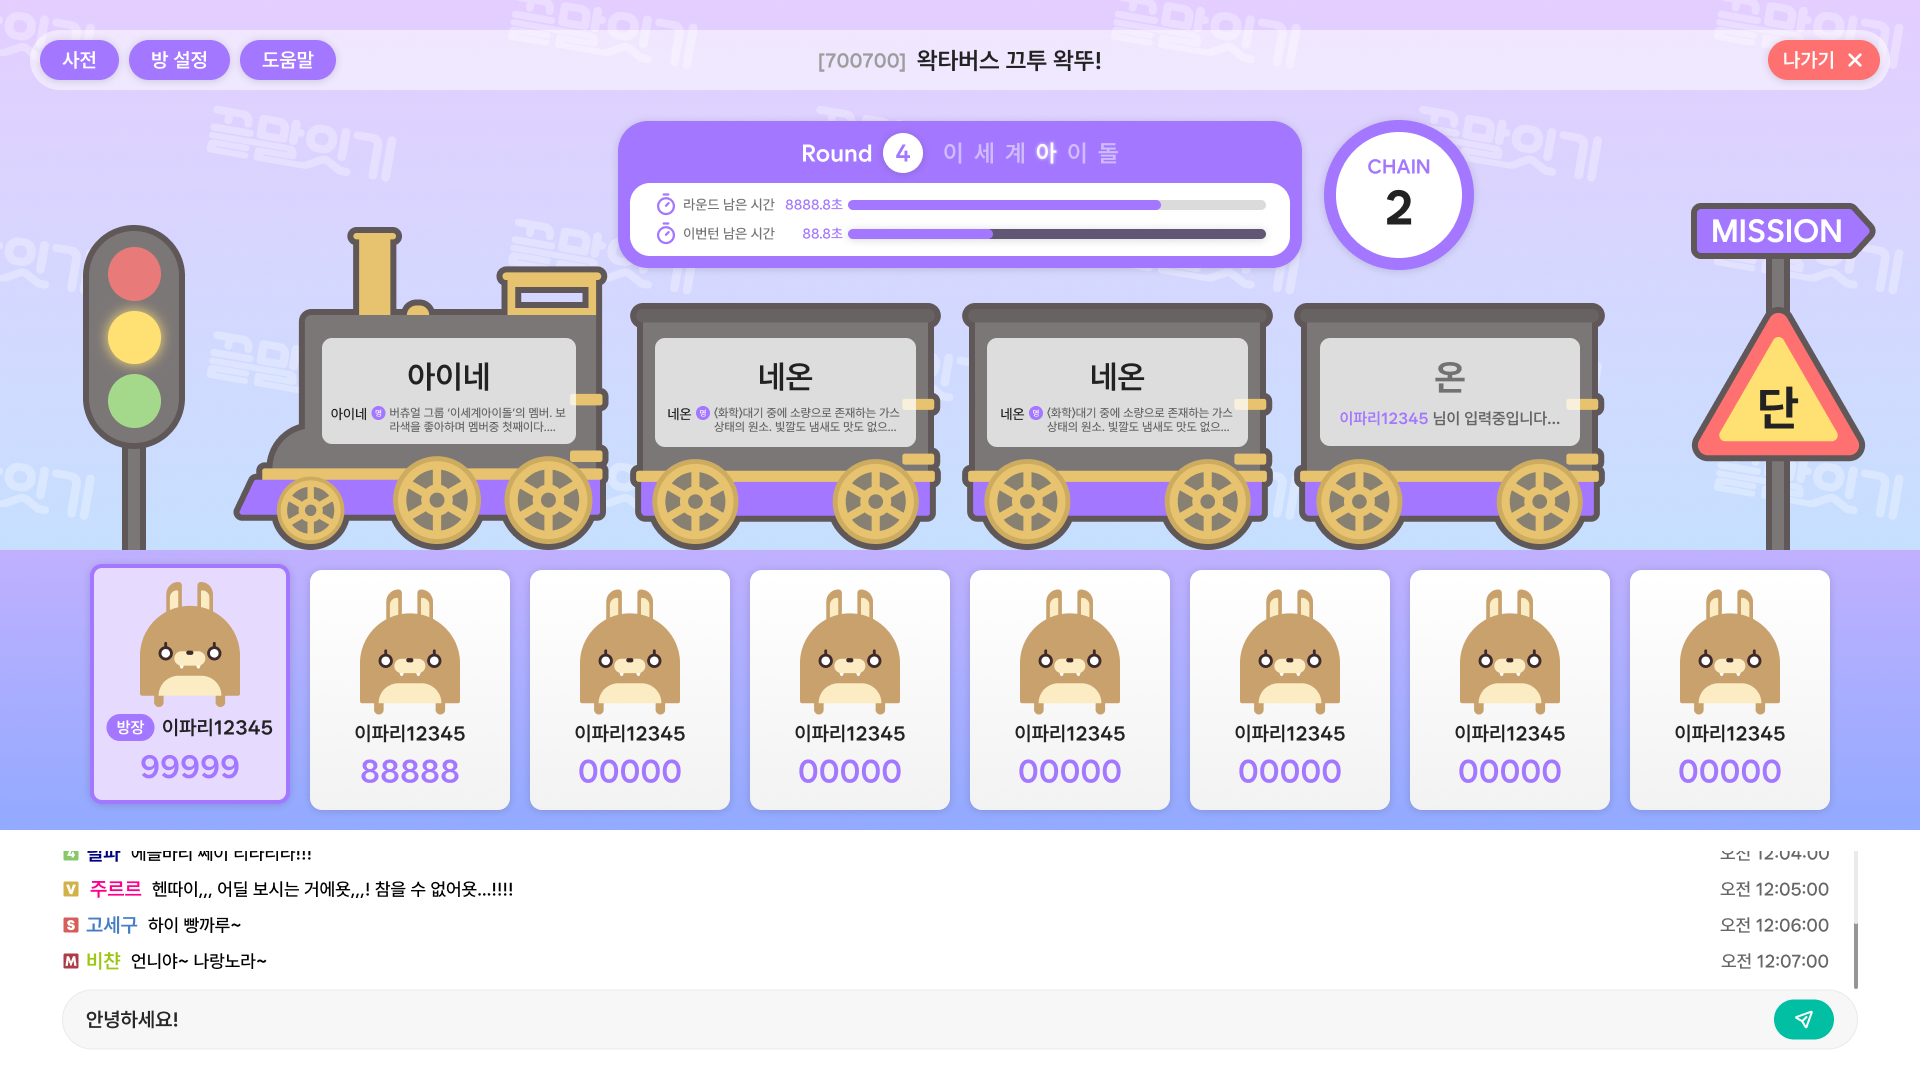 사전 방 설정 도움말 [700700] 왁타버스 끄투 왁뚜! 나가기
끝말잇기
Round 4 이 세 계 아 이 돌
라운드 남은 시간 8888.8초
이번턴 남은 시간 88.8초
CHAIN
2
MISSION
단
아이네
아이네 명 버츄얼 그룹 '이세계아이돌'의 멤버. 보
라색을 좋아하며 멤버중 첫째이다....
네온
네온 명 (화학)대기 중에 소량으로 존재하는 가스
상태의 원소. 빛깔도 냄새도 맛도 없으...
네온
네온 명 (화학)대기 중에 소량으로 존재하는 가스
상태의 원소. 빛깔도 냄새도 맛도 없으...
온
이파리12345 님이 입력중입니다...
방장 이파리12345
99999
이파리12345
88888
이파리12345
00000
이파리12345
00000
이파리12345
00000
이파리12345
00000
이파리12345
00000
이파리12345
00000
오전 12:04:00
V 주르르 헨따이,,, 어딜 보시는 거에욧,,,! 참을 수 없어욧...!!!! 오전 12:05:00
S 고세구 하이 빵까루~ 오전 12:06:00
M 비챤 언니야~ 나랑노라~ 오전 12:07:00
안녕하세요!